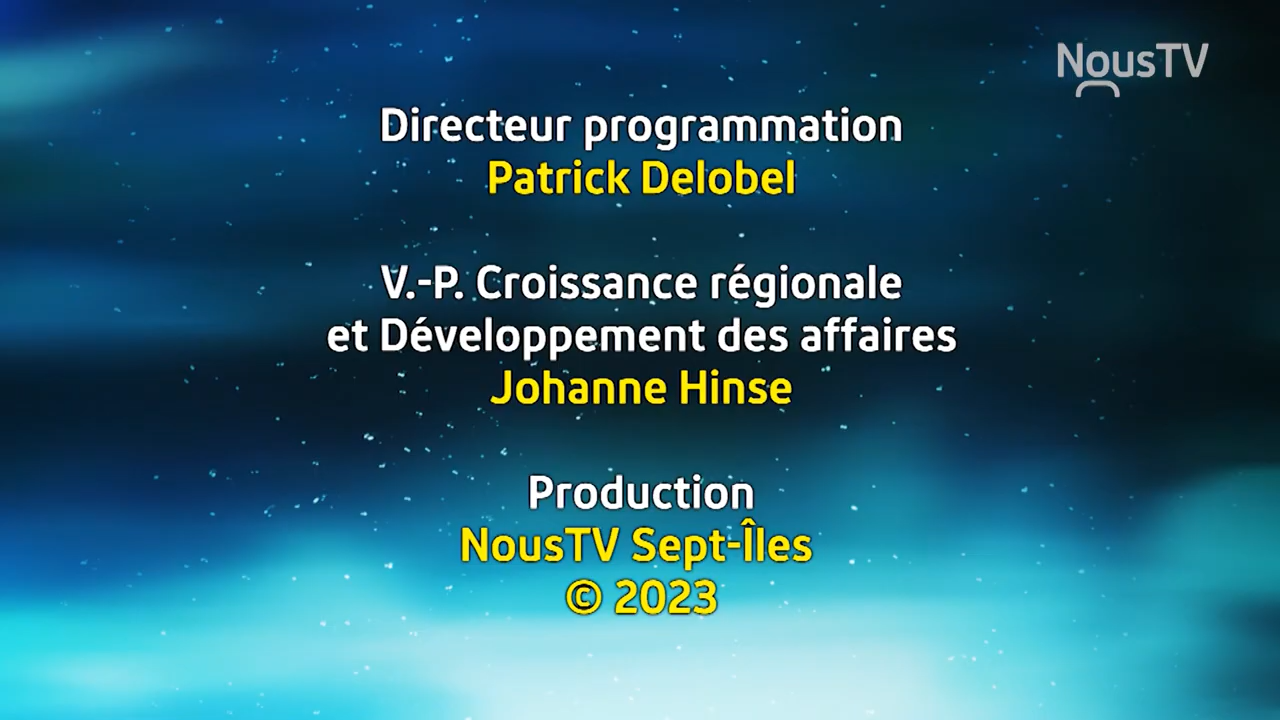 NousTV
Directeur programmation
Patrick Delobel
V.-P. Croissance régionale
et Développement des affaires
Johanne Hinse
Production
NousTV Sept-Îles
© 2023